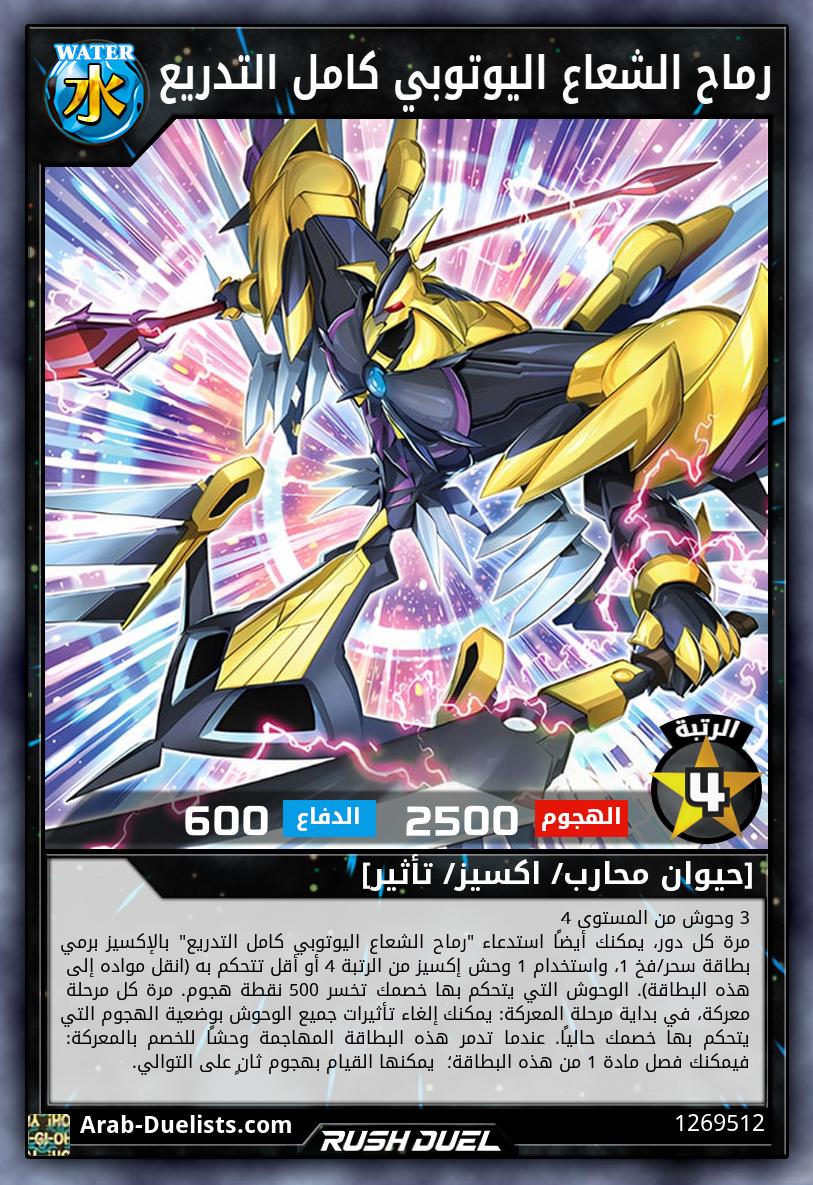 WATER
水
رماح الشعاع اليوتوبي كامل التدريع
الرتبة
4
الهجوم 2500 الدفاع 600
[حيوان محارب/ اكسيز/ تأثير]
3 وحوش من المستوى 4
مرة كل دور، يمكنك أيضًا استدعاء "رماح الشعاع اليوتوبي كامل التدريع" بالإكسيز برمي
بطاقة سحر/فخ 1، واستخدام 1 وحش إكسيز من الرتبة 4 أو أقل تتحكم به (انقل مواده إلى
هذه البطاقة). الوحوش التي يتحكم بها خصمك تخسر 500 نقطة هجوم. مرة كل مرحلة
معركة، في بداية مرحلة المعركة: يمكنك إلغاء تأثيرات جميع الوحوش بوضعية الهجوم التي
يتحكم بها خصمك حالياً. عندما تدمر هذه البطاقة المهاجمة وحشاً للخصم بالمعركة:
فيمكنك فصل مادة 1 من هذه البطاقة؛ يمكنها القيام بهجوم ثانٍ على التوالي.
Arab-Duelists.com
RUSH DUEL
1269512